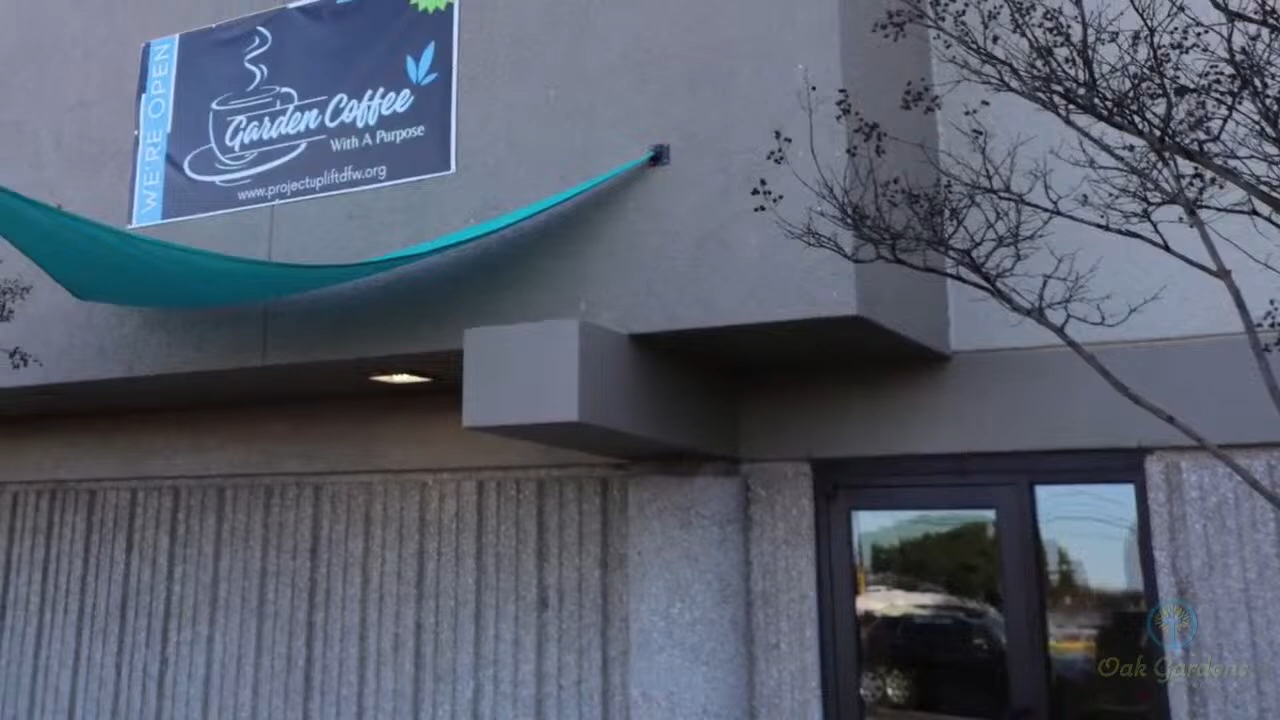 WE'RE OPEN
Garden Coffee
With A Purpose
www.projectupliftdfw.org
Oak Gardens